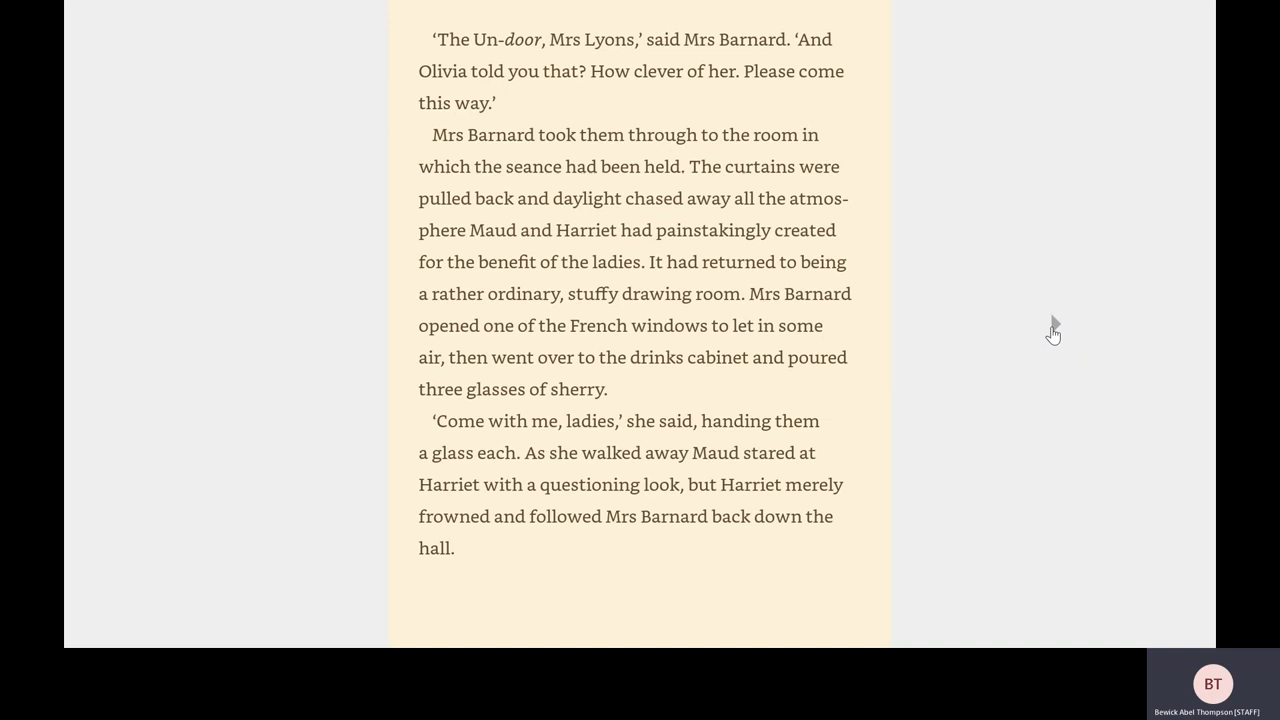 ‘The Un-door, Mrs Lyons,’ said Mrs Barnard. ‘And
Olivia told you that? How clever of her. Please come
this way.’
Mrs Barnard took them through to the room in
which the seance had been held. The curtains were
pulled back and daylight chased away all the atmos-
phere Maud and Harriet had painstakingly created
for the benefit of the ladies. It had returned to being
a rather ordinary, stuffy drawing room. Mrs Barnard
opened one of the French windows to let in some
air, then went over to the drinks cabinet and poured
three glasses of sherry.
‘Come with me, ladies,’ she said, handing them
a glass each. As she walked away Maud stared at
Harriet with a questioning look, but Harriet merely
frowned and followed Mrs Barnard back down the
hall.
BT
Bewick Abel Thompson [STAFF]